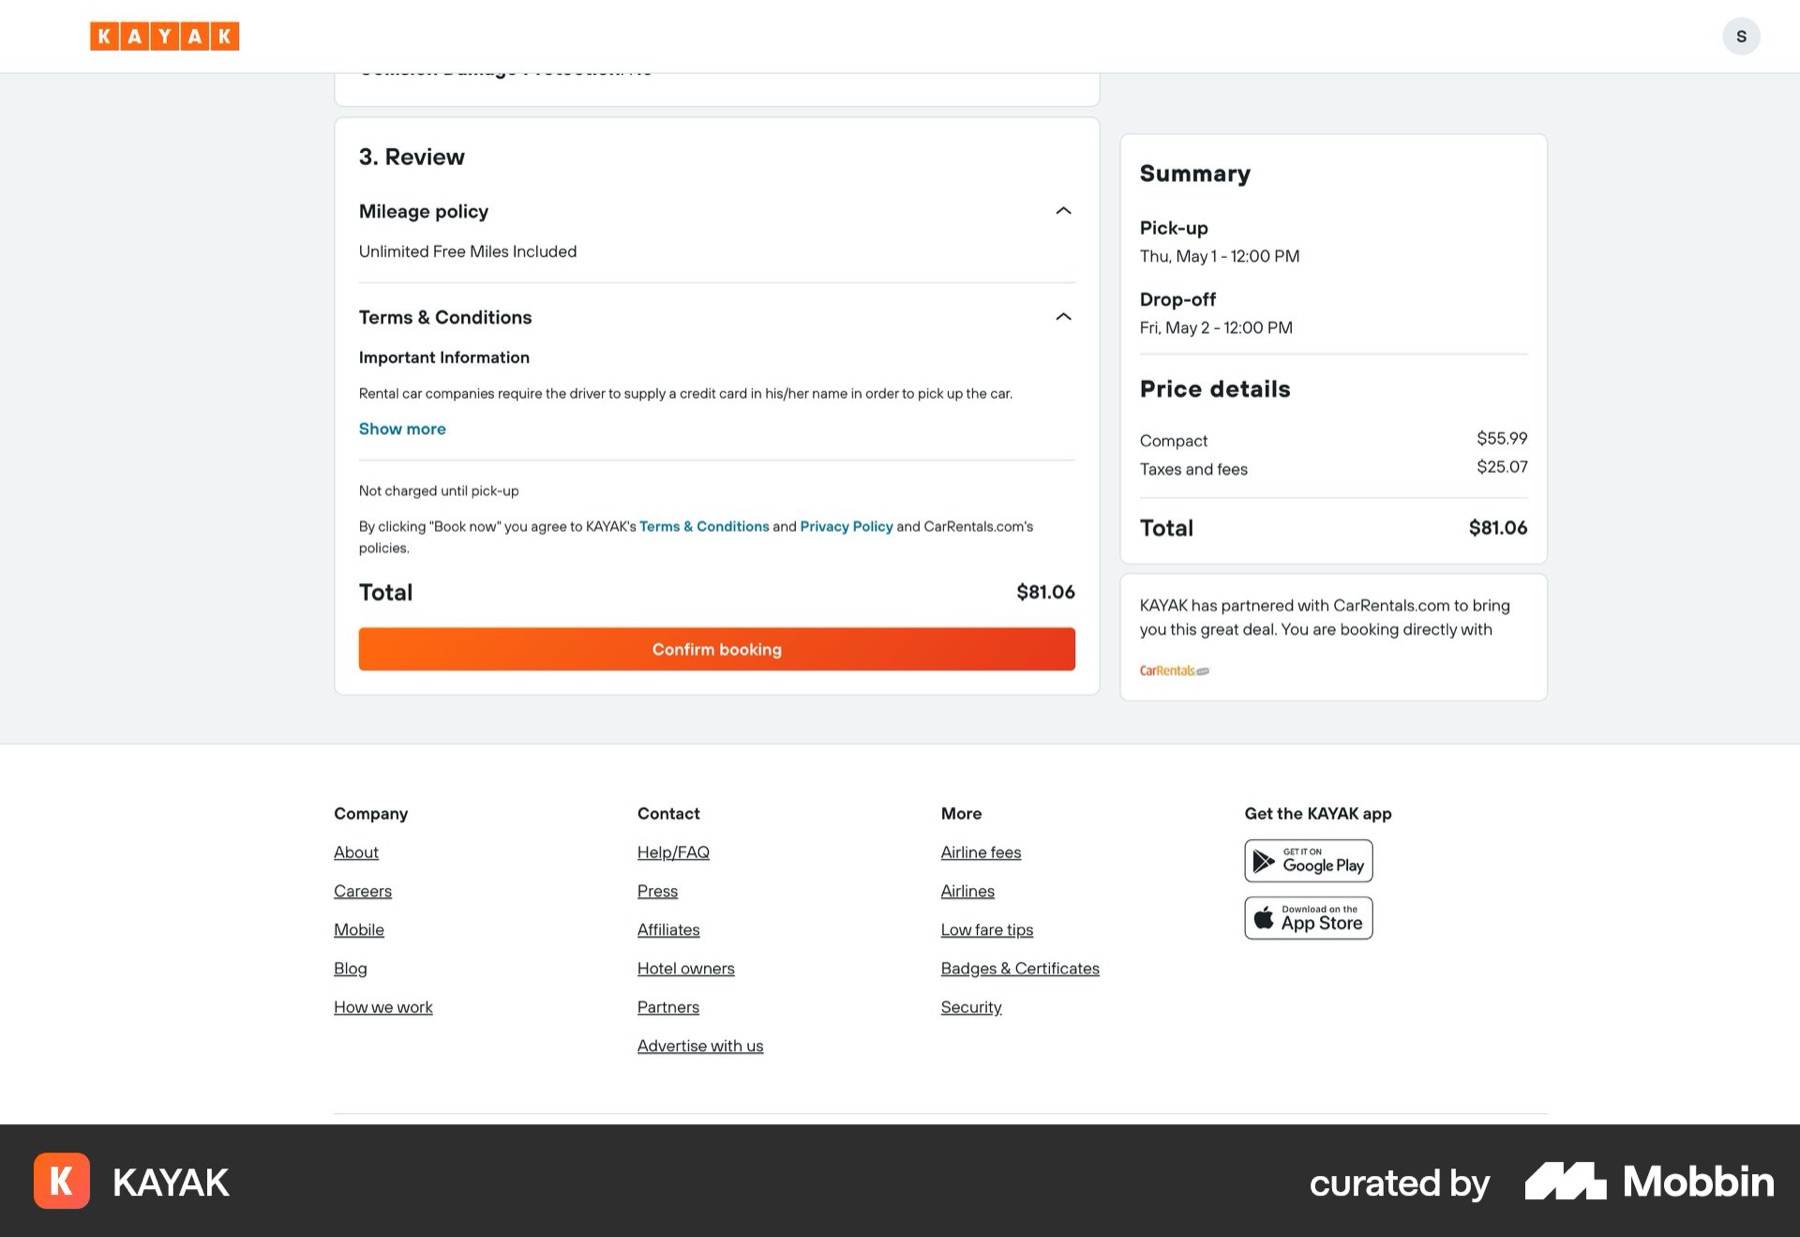 KAYAK
S
3. Review
Mileage policy
Unlimited Free Miles Included
Terms & Conditions
Important Information
Rental car companies require the driver to supply a credit card in his/her name in order to pick up the car.
Show more
Not charged until pick-up
By clicking "Book now" you agree to KAYAK's Terms & Conditions and Privacy Policy and CarRentals.com's
policies.
Total $81.06
Confirm booking
Summary
Pick-up
Thu, May 1 - 12:00 PM
Drop-off
Fri, May 2 - 12:00 PM
Price details
Compact $55.99
Taxes and fees $25.07
Total $81.06
KAYAK has partnered with CarRentals.com to bring
you this great deal. You are booking directly with
CarRentals
Company
About
Careers
Mobile
Blog
How we work
Contact
Help/FAQ
Press
Affiliates
Hotel owners
Partners
Advertise with us
More
Airline fees
Airlines
Low fare tips
Badges & Certificates
Security
Get the KAYAK app
GET IT ON
Google Play
Download on the
App Store
K KAYAK
curated by Mobbin